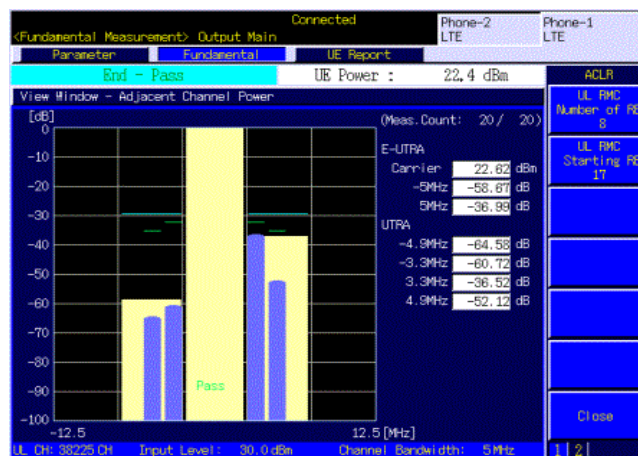 Connected
Phone-2
LTE
Phone-1
LTE
<Fundamental Measurement> Output Main
Parameter
Fundamental
UE Report
End - Pass
UE Power :
22.4 dBm
ACLR
View Window - Adjacent Channel Power
UL RMC
Number of RB
8
UL RMC
Starting RB
17
[dB]
(Meas.Count: 20/ 20)
0
-10
-20
-30
-40
-50
-60
-70
-80
-90
-100
E-UTRA
Carrier 22.62 dBm
-5MHz -58.67 dB
5MHz -36.99 dB
UTRA
-4.9MHz -64.58 dB
-3.3MHz -60.72 dB
3.3MHz -36.52 dB
4.9MHz -52.12 dB
Pass
-12.5
12.5[MHz]
Close
UL CH: 38225 CH Input Level: 30.0 dBm Channel Bandwidth: 5 MHz
1 2